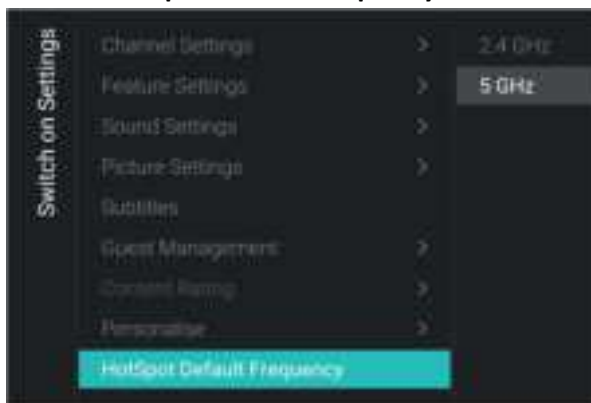 Switch on Settings
Channel Settings
Feature Settings
Sound Settings
Picture Settings
Subtitles
Guest Management
Content Rating
Personalise
HotSpot Default Frequency
2.4 GHz
5 GHz